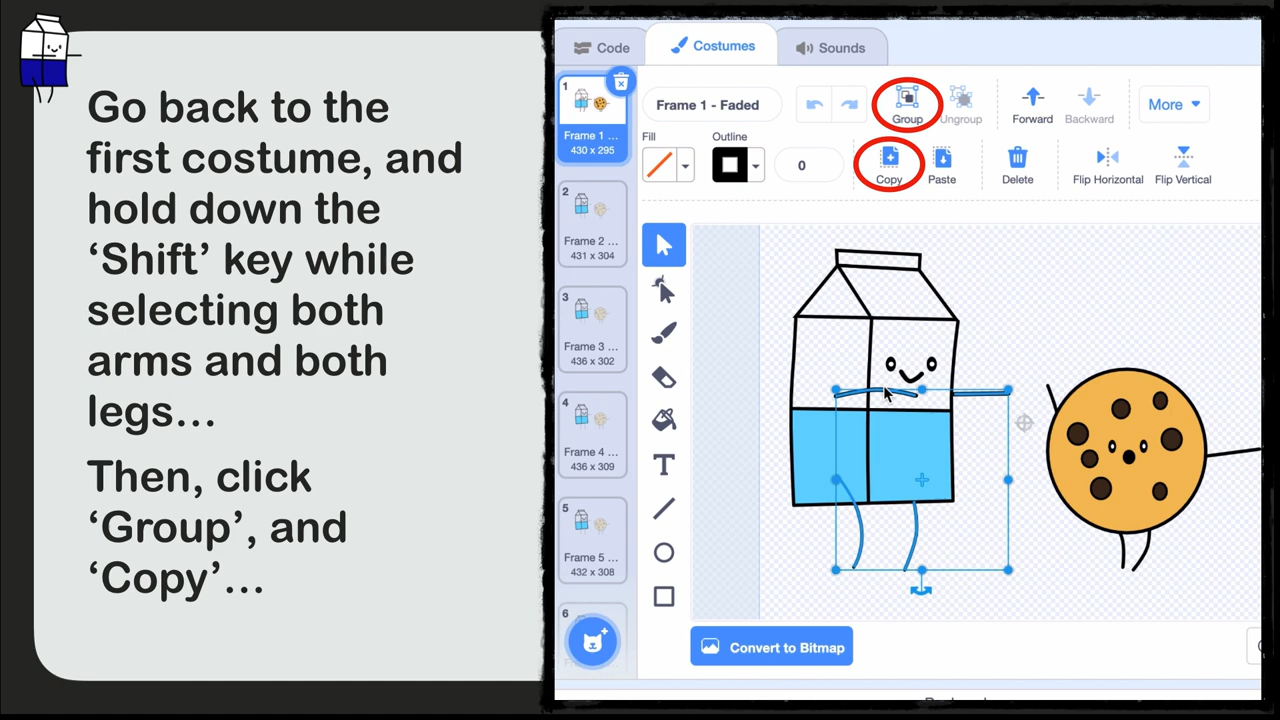 Go back to the
first costume, and
hold down the
‘Shift’ key while
selecting both
arms and both
legs...
Then, click
‘Group’, and
‘Copy’...
Code
Costumes
Sounds
1
Frame 1 ...
430 x 295
2
Frame 2 ...
431 x 304
3
Frame 3 ...
436 x 302
4
Frame 4 ...
436 x 309
5
Frame 5 ...
432 x 308
6
Frame 1 - Faded
Group
Ungroup
Forward
Backward
More
Fill
Outline
0
Copy
Paste
Delete
Flip Horizontal
Flip Vertical
T
Convert to Bitmap